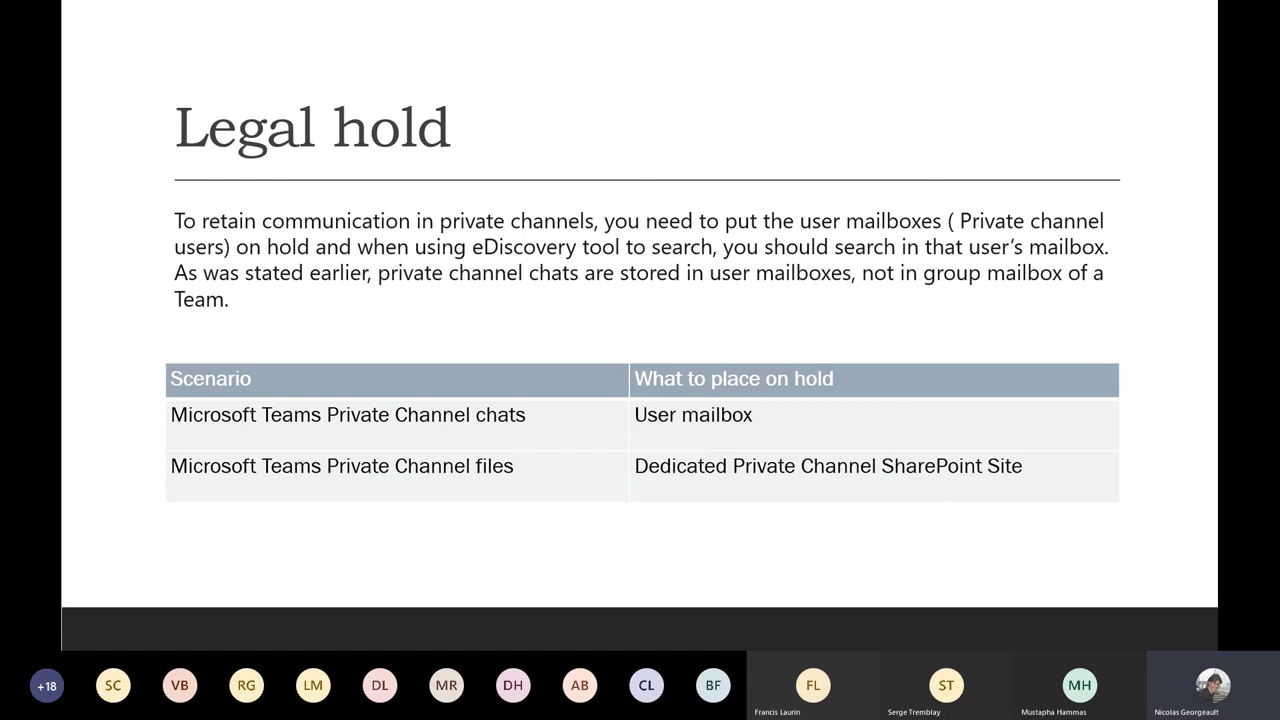 Legal hold
To retain communication in private channels, you need to put the user mailboxes ( Private channel
users) on hold and when using eDiscovery tool to search, you should search in that user’s mailbox.
As was stated earlier, private channel chats are stored in user mailboxes, not in group mailbox of a
Team.
Scenario What to place on hold
Microsoft Teams Private Channel chats User mailbox
Microsoft Teams Private Channel files Dedicated Private Channel SharePoint Site
+18 SC VB RG LM DL MR DH AB CL BF FL ST MH
Francis Laurin Serge Tremblay Mustapha Hammas Nicolas Georgeault